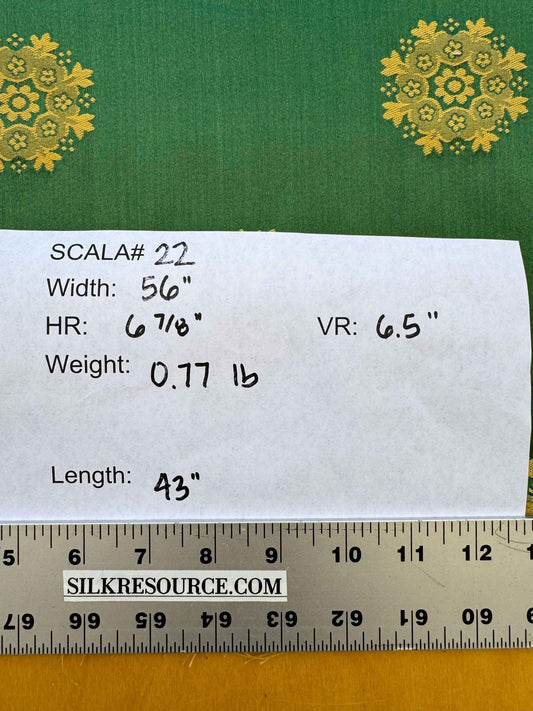 SCALA# 22
Width: 56"
HR: 6 7/8" VR: 6.5"
Weight: 0.77 lb
Length: 43"
5 6 7 8 9 10 11 12
SILKRESOURCE.COM
67 66 65 64 63 62 61 60